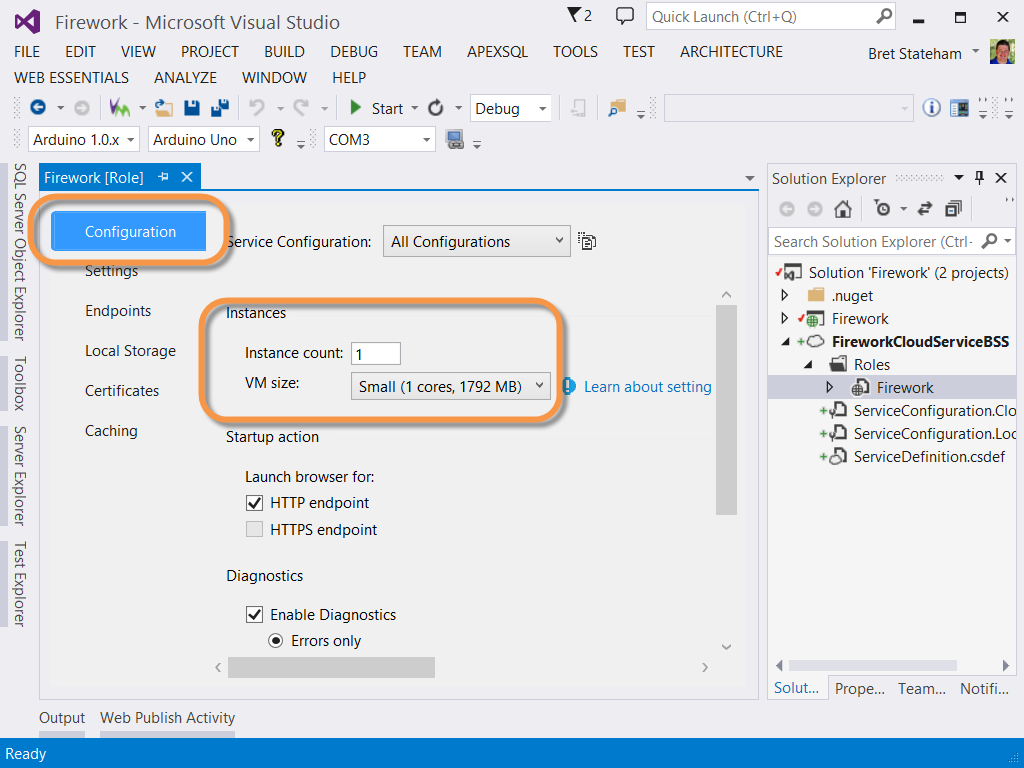 Firework - Microsoft Visual Studio
2
Quick Launch (Ctrl+Q)
FILE EDIT VIEW PROJECT BUILD DEBUG TEAM APEXSQL TOOLS TEST ARCHITECTURE
Bret Stateham
WEB ESSENTIALS ANALYZE WINDOW HELP
Start
Debug
Arduino 1.0.x
Arduino Uno
COM3
SQL Server Object Explorer
Toolbox
Server Explorer
Test Explorer
Firework [Role]
Configuration
Settings
Endpoints
Local Storage
Certificates
Caching
Service Configuration: All Configurations
Instances
Instance count: 1
VM size: Small (1 cores, 1792 MB)
Learn about setting
Startup action
Launch browser for:
HTTP endpoint
HTTPS endpoint
Diagnostics
Enable Diagnostics
Errors only
Solution Explorer
Search Solution Explorer (Ctrl-
Solution 'Firework' (2 projects)
.nuget
Firework
FireworkCloudServiceBSS
Roles
Firework
ServiceConfiguration.Clo
ServiceConfiguration.Loc
ServiceDefinition.csdef
Solut... Prope... Team... Notifi...
Output Web Publish Activity
Ready